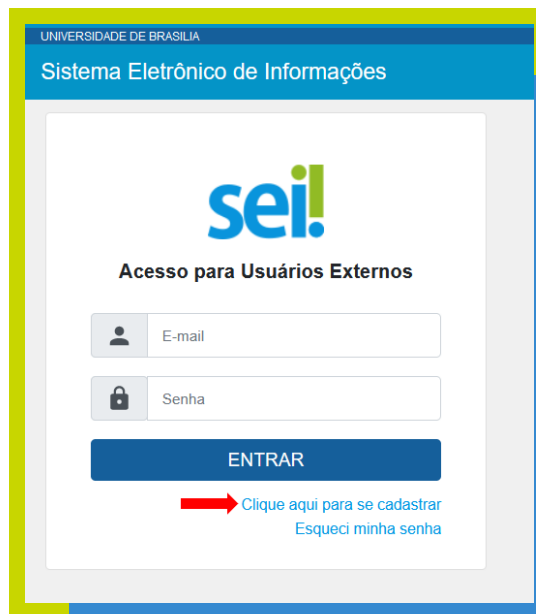 UNIVERSIDADE DE BRASILIA
Sistema Eletrônico de Informações
sei!
Acesso para Usuários Externos
E-mail
Senha
ENTRAR
Clique aqui para se cadastrar
Esqueci minha senha